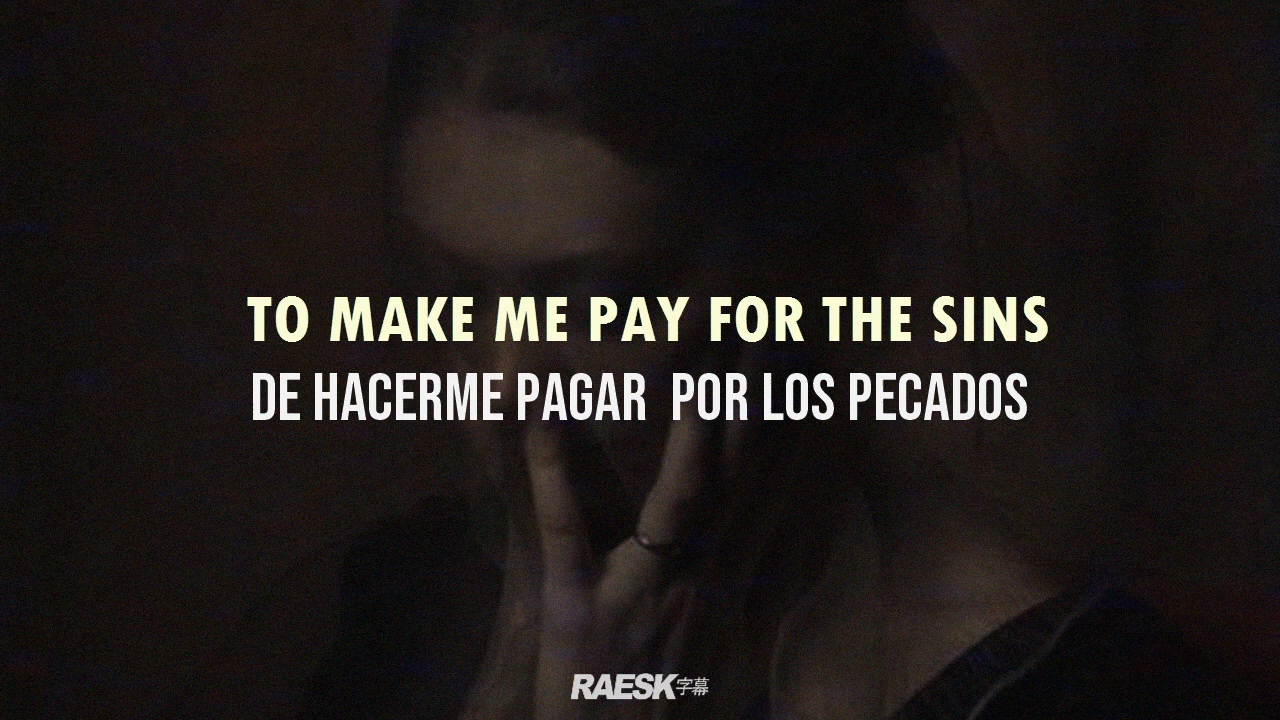 TO MAKE ME PAY FOR THE SINS
DE HACERME PAGAR POR LOS PECADOS
RAESK字幕